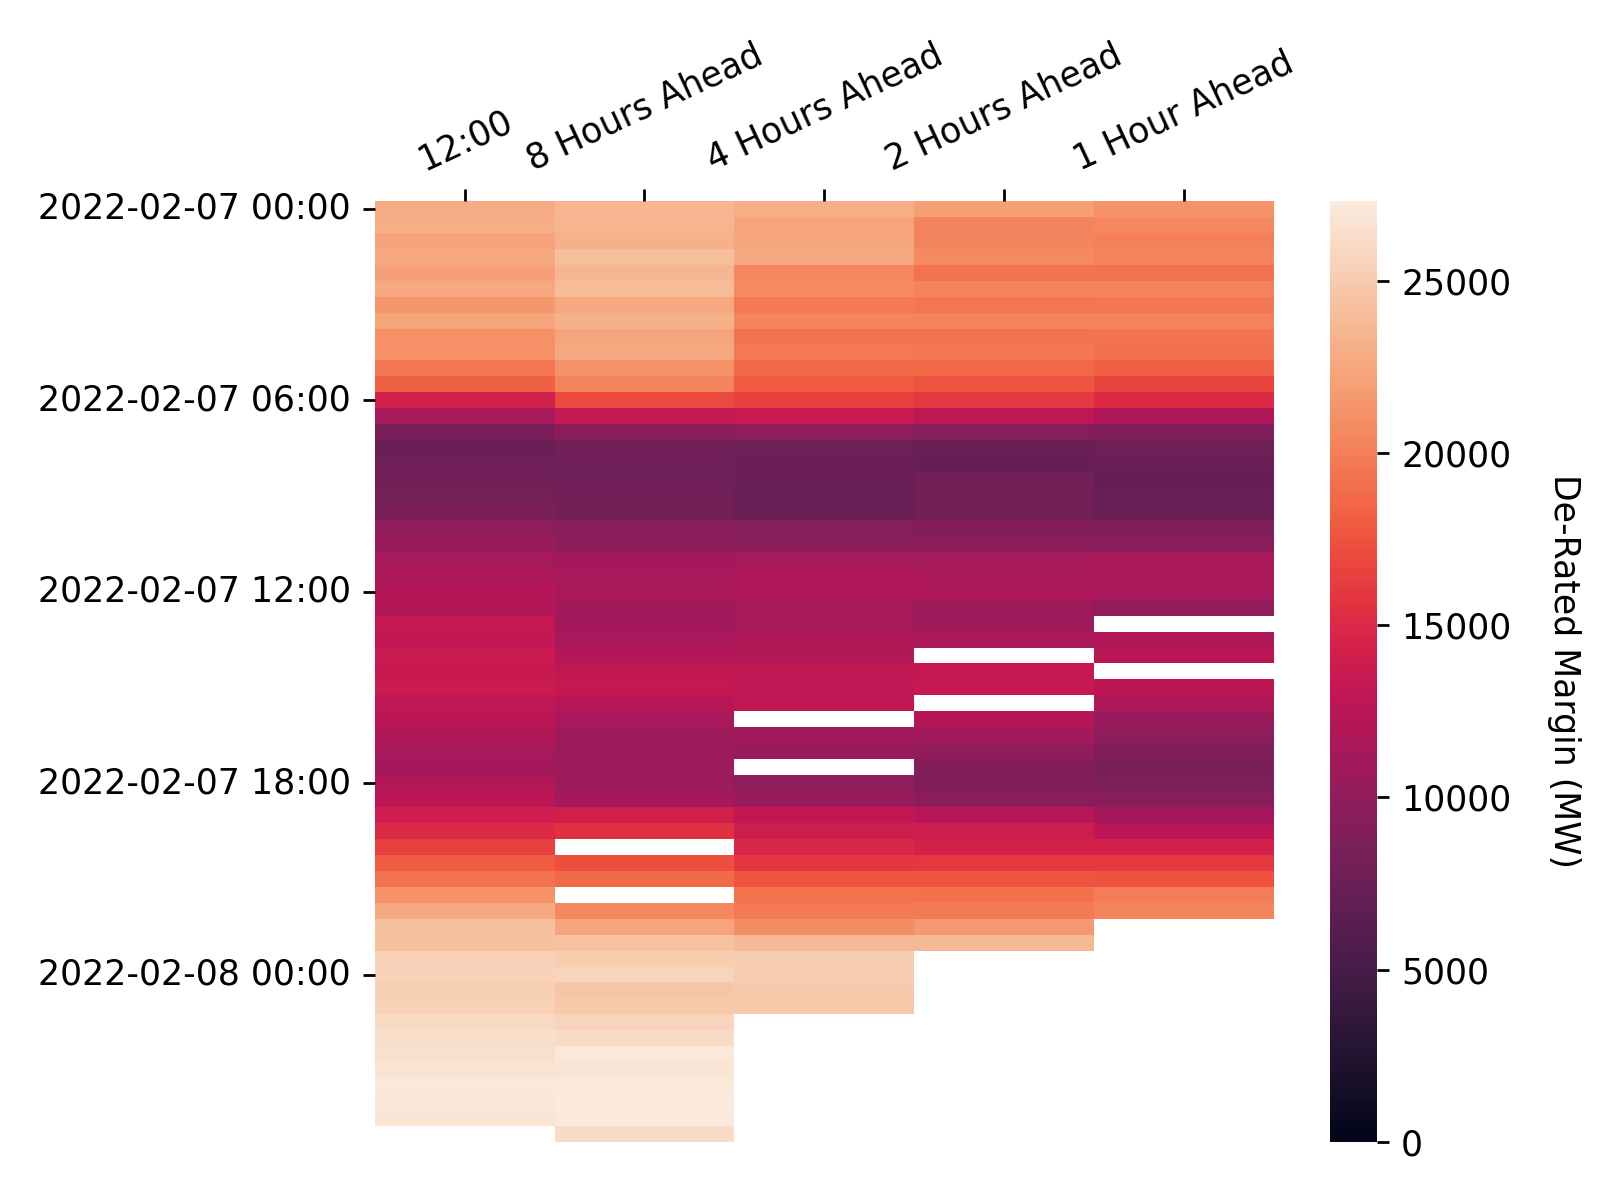 12:00
8 Hours Ahead
4 Hours Ahead
2 Hours Ahead
1 Hour Ahead
2022-02-07 00:00
2022-02-07 06:00
2022-02-07 12:00
2022-02-07 18:00
2022-02-08 00:00
25000
20000
15000
10000
5000
0
De-Rated Margin (MW)